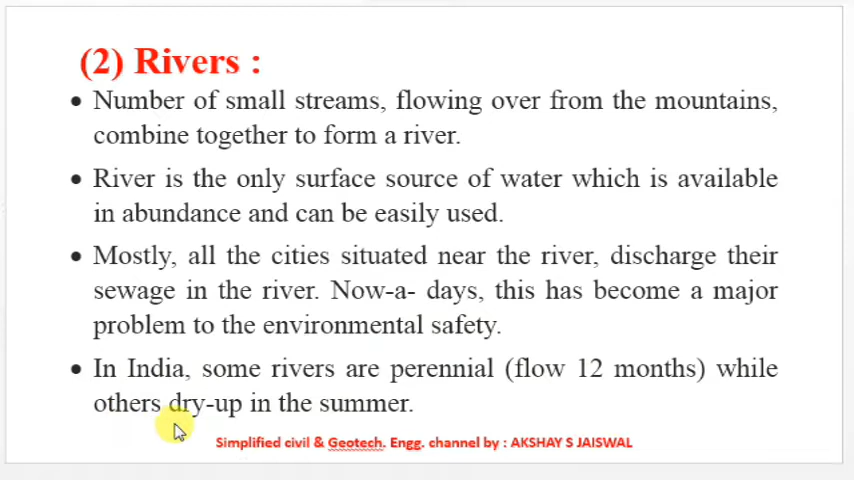 (2) Rivers :
• Number of small streams, flowing over from the mountains,
combine together to form a river.
• River is the only surface source of water which is available
in abundance and can be easily used.
• Mostly, all the cities situated near the river, discharge their
sewage in the river. Now-a- days, this has become a major
problem to the environmental safety.
• In India, some rivers are perennial (flow 12 months) while
others dry-up in the summer.
Simplified civil & Geotech. Engg. channel by : AKSHAY S JAISWAL